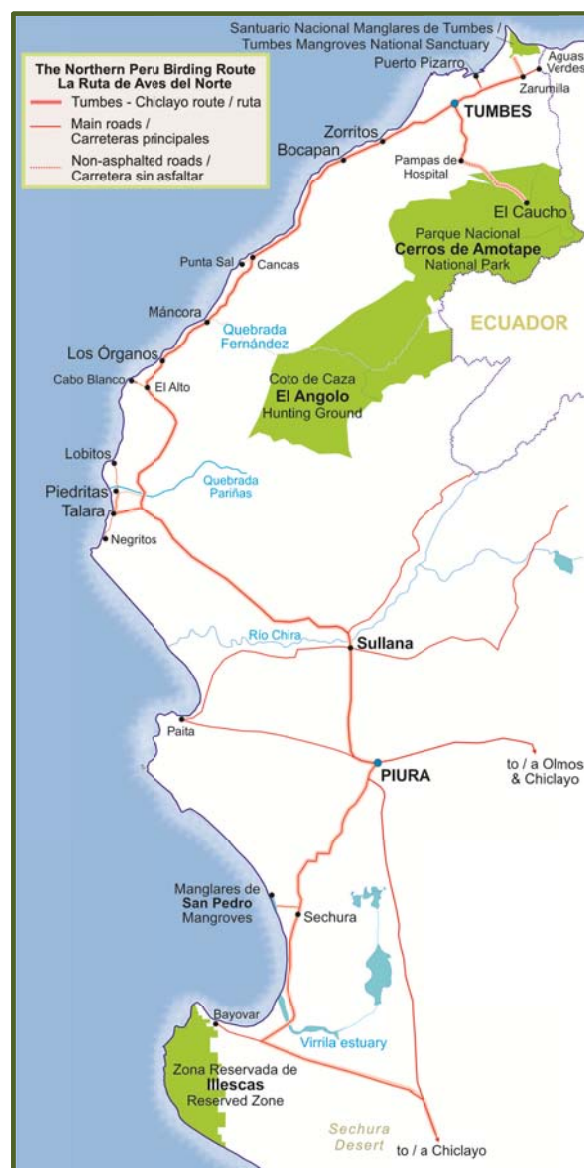 Santuario Nacional Manglares de Tumbes /
Tumbes Mangroves National Sanctuary
Puerto Pizarro
Aguas
Verdes
Zarumila
The Northern Peru Birding Route
La Ruta de Aves del Norte
Tumbes - Chiclayo route / ruta
Main roads /
Carreteras principales
Non-asphalted roads /
Carretera sin asfaltar
TUMBES
Zorritos
Bocapan
Pampas de
Hospital
El Caucho
Parque Nacional
Cerros de Amotape
National Park
Punta Sal
Cancas
Máncora
Quebrada
Fernández
ECUADOR
Los Órganos
Cabo Blanco
El Alto
Coto de Caza
El Angolo
Hunting Ground
Lobitos
Piedritas
Quebrada
Pariñas
Talara
Negritos
Río Chira
Sullana
Paita
PIURA
to / a Olmos
& Chiclayo
Manglares de
San Pedro
Mangroves
Sechura
Bayovar
Virrila estuary
Zona Reservada de
Illescas
Reserved Zone
Sechura
Desert
to / a Chiclayo